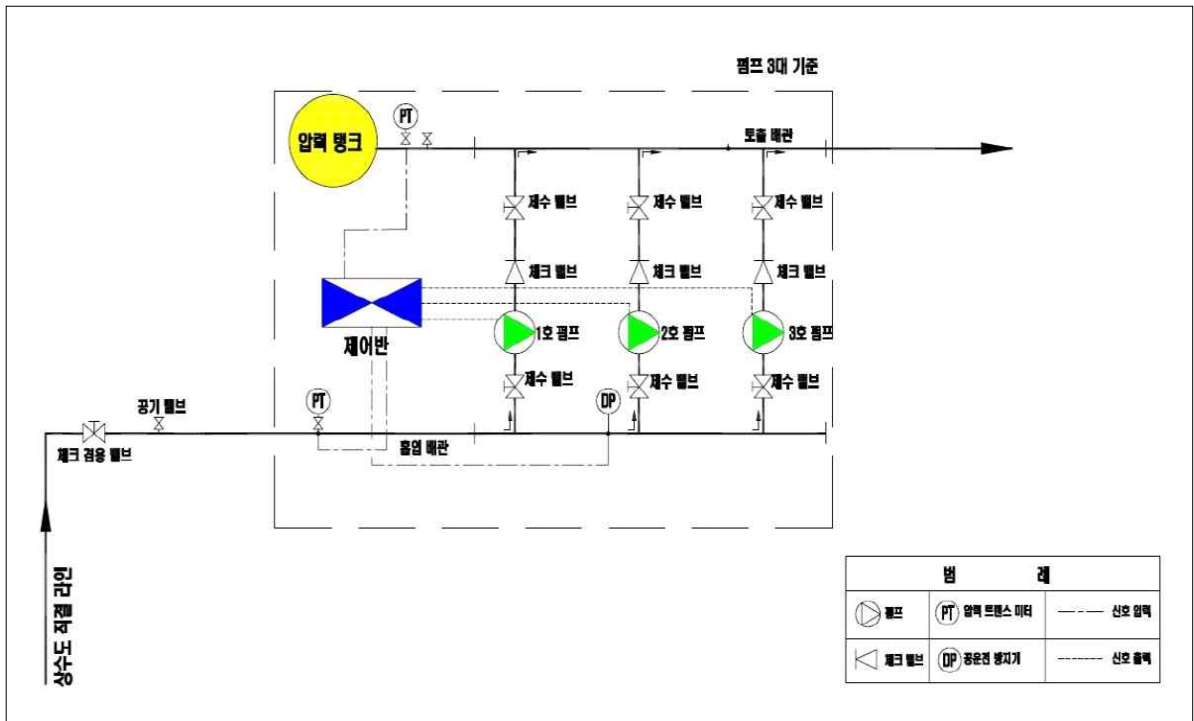 펌프 3대 기준
압력 탱크
PT
토출 배관
제수 밸브
제수 밸브
제수 밸브
체크 밸브
체크 밸브
체크 밸브
제어반
1호 펌프
2호 펌프
3호 펌프
제수 밸브
제수 밸브
제수 밸브
공기 밸브
PT
DP
체크 겸용 밸브
흡입 배관
상수도 직결 라인
범 례
펌프
PT 압력 트랜스 미터
신호 입력
체크 밸브
DP 공운전 방지기
신호 출력